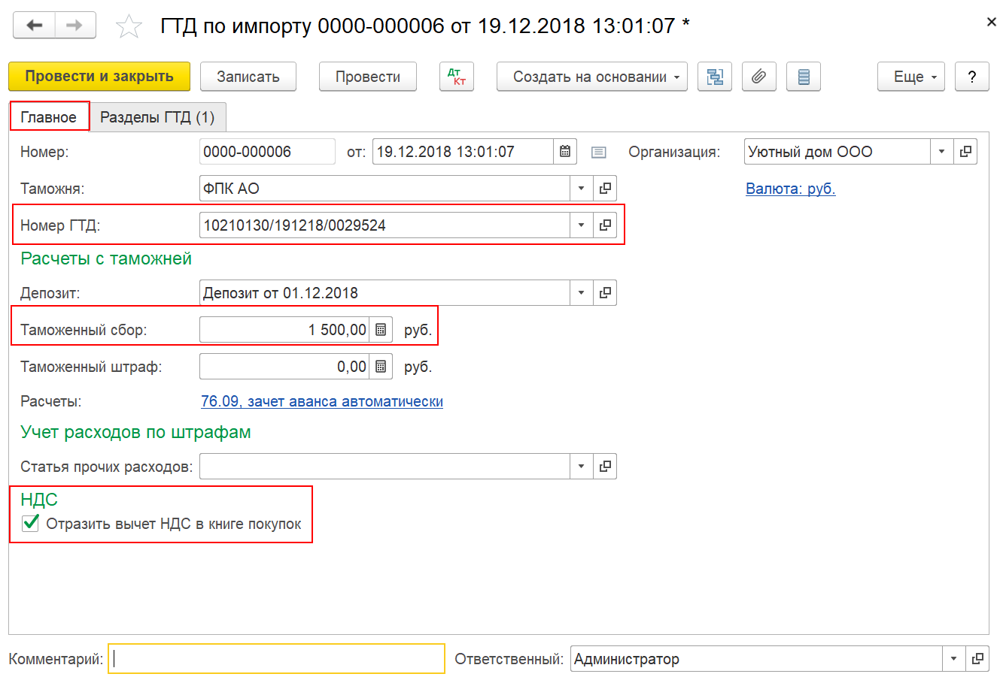 ГТД по импорту 0000-000006 от 19.12.2018 13:01:07 *
Провести и закрыть Записать Провести Дт Кт Создать на основании Еще ?
Главное Разделы ГТД (1)
Номер: 0000-000006 от: 19.12.2018 13:01:07 Организация: Уютный дом ООО
Таможня: ФПК АО Валюта: руб.
Номер ГТД: 10210130/191218/0029524
Расчеты с таможней
Депозит: Депозит от 01.12.2018
Таможенный сбор: 1 500,00 руб.
Таможенный штраф: 0,00 руб.
Расчеты: 76.09, зачет аванса автоматически
Учет расходов по штрафам
Статья прочих расходов:
НДС
Отразить вычет НДС в книге покупок
Комментарий: Ответственный: Администратор